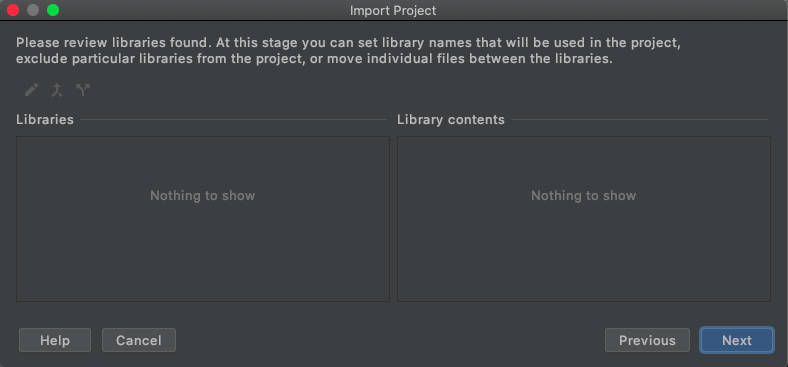 Import Project
Please review libraries found. At this stage you can set library names that will be used in the project,
exclude particular libraries from the project, or move individual files between the libraries.
Libraries
Library contents
Nothing to show
Nothing to show
Help
Cancel
Previous
Next